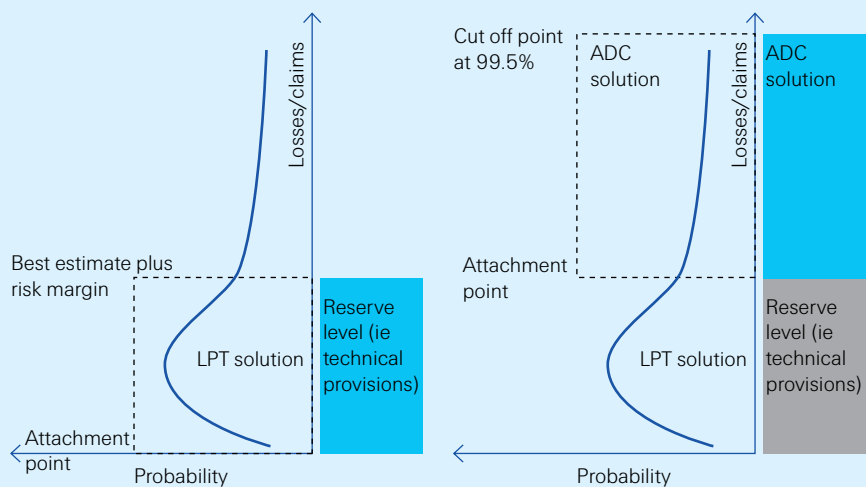 Losses/claims
Best estimate plus
risk margin
LPT solution
Reserve
level (ie
technical
provisions)
Attachment
point
Probability
Cut off point
at 99.5%
ADC
solution
Losses/claims
ADC
solution
Attachment
point
LPT solution
Reserve
level (ie
technical
provisions)
Probability